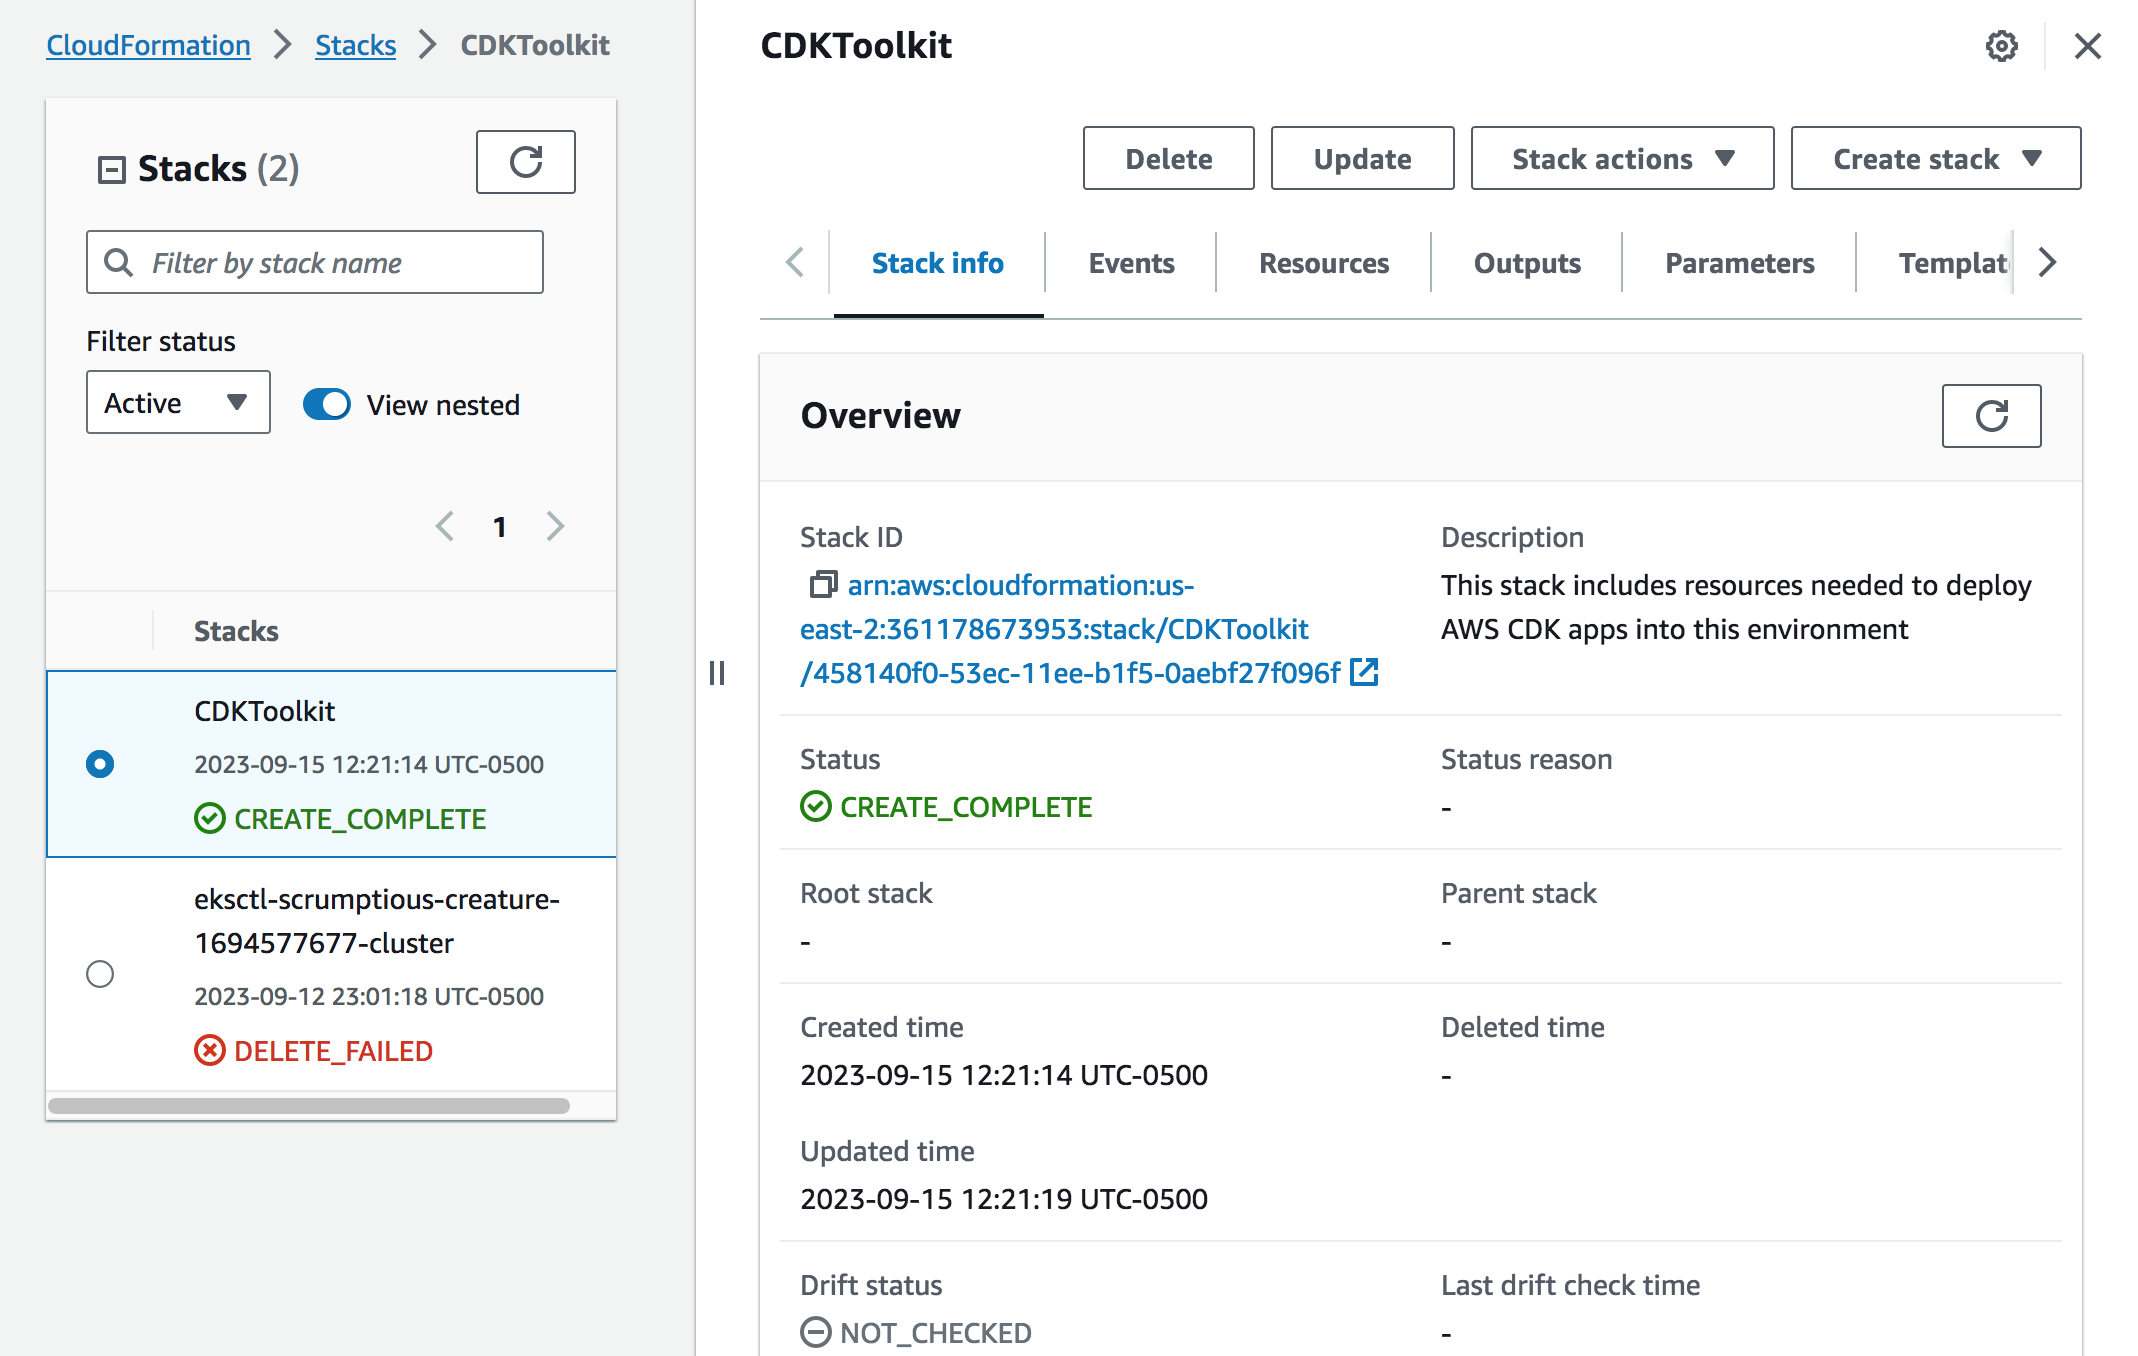 CloudFormation > Stacks > CDKToolkit
Stacks (2)
Filter by stack name
Filter status
Active
View nested
1
Stacks
CDKToolkit
2023-09-15 12:21:14 UTC-0500
CREATE_COMPLETE
eksctl-scrumptious-creature-
1694577677-cluster
2023-09-12 23:01:18 UTC-0500
DELETE_FAILED
CDKToolkit
Delete Update Stack actions Create stack
Stack info Events Resources Outputs Parameters Templat
Overview
Stack ID
arn:aws:cloudformation:us-
east-2:361178673953:stack/CDKToolkit
/458140f0-53ec-11ee-b1f5-0aebf27f096f
Description
This stack includes resources needed to deploy
AWS CDK apps into this environment
Status
CREATE_COMPLETE
Status reason
-
Root stack
-
Parent stack
-
Created time
2023-09-15 12:21:14 UTC-0500
Deleted time
-
Updated time
2023-09-15 12:21:19 UTC-0500
Drift status
NOT_CHECKED
Last drift check time
-